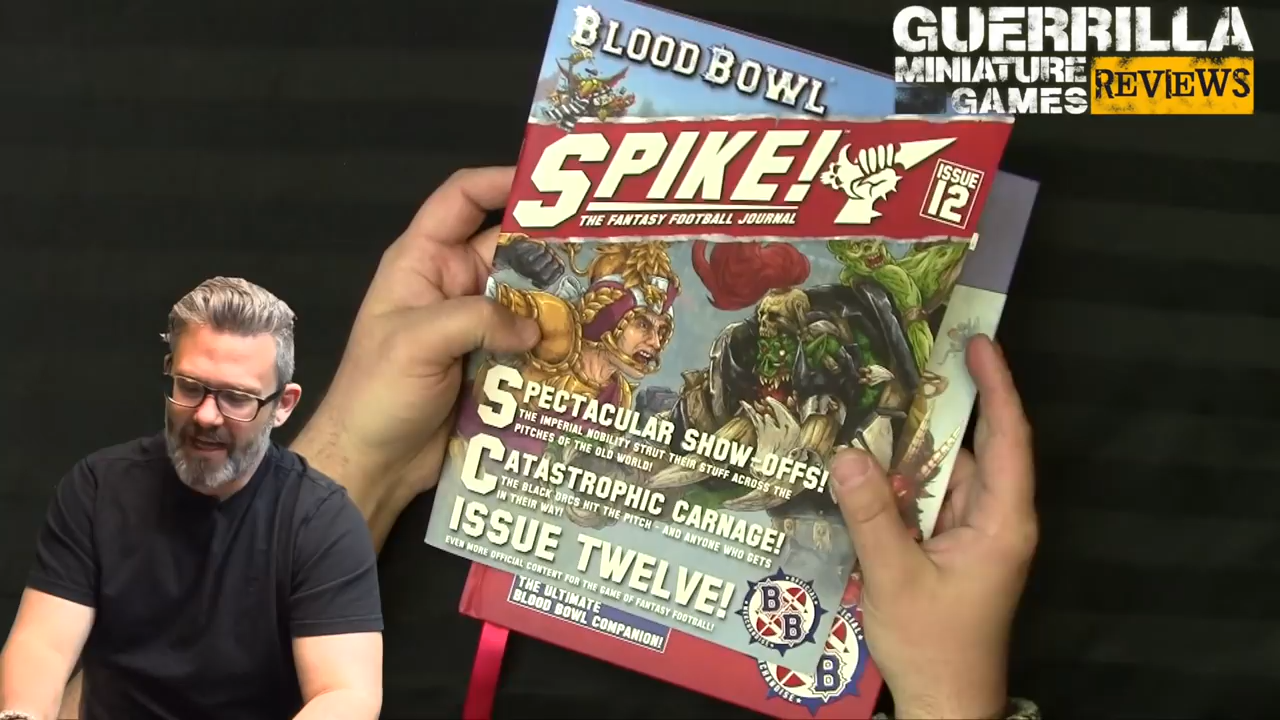 GUERRILLA
MINIATURE
GAMES
REVIEWS
BLOOD BOWL
SPIKE!
THE FANTASY FOOTBALL JOURNAL
ISSUE
12
SPECTACULAR SHOW-OFFS!
THE IMPERIAL NOBILITY STRUT THEIR STUFF ACROSS THE
PITCHES OF THE OLD WORLD!
CATASTROPHIC CARNAGE!
THE BLACK ORCS HIT THE PITCH - AND ANYONE WHO GETS
IN THEIR WAY!
ISSUE TWELVE!
EVEN MORE OFFICIAL CONTENT FOR THE GAME OF FANTASY FOOTBALL!
B
B
THE ULTIMATE
BLOOD BOWL COMPANION!
B